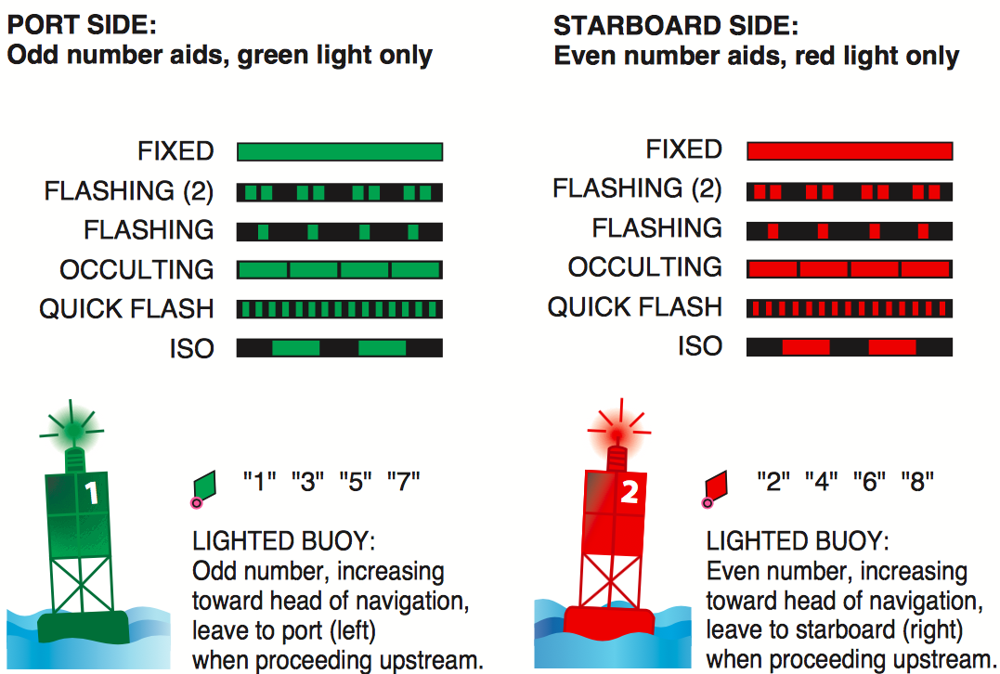 PORT SIDE:
Odd number aids, green light only
FIXED
FLASHING (2)
FLASHING
OCCULTING
QUICK FLASH
ISO
1
"1" "3" "5" "7"
LIGHTED BUOY:
Odd number, increasing
toward head of navigation,
leave to port (left)
when proceeding upstream.
STARBOARD SIDE:
Even number aids, red light only
FIXED
FLASHING (2)
FLASHING
OCCULTING
QUICK FLASH
ISO
2
"2" "4" "6" "8"
LIGHTED BUOY:
Even number, increasing
toward head of navigation,
leave to starboard (right)
when proceeding upstream.